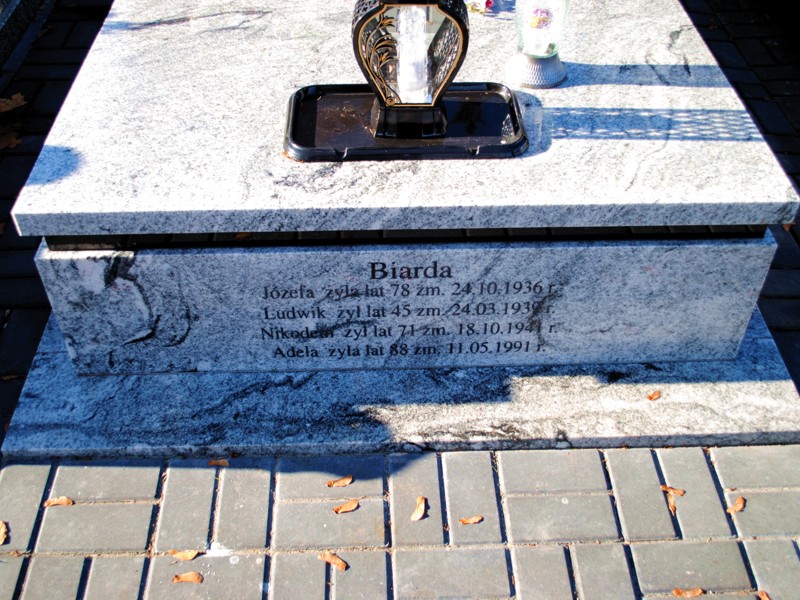 Biarda
Józefa żyła lat 78 zm. 24.10.1936 r.
Ludwik żył lat 45 zm. 24.03.1939 r.
Nikodem żył lat 71 zm. 18.10.1941 r.
Adela żyła lat 88 zm. 11.05.1991 r.